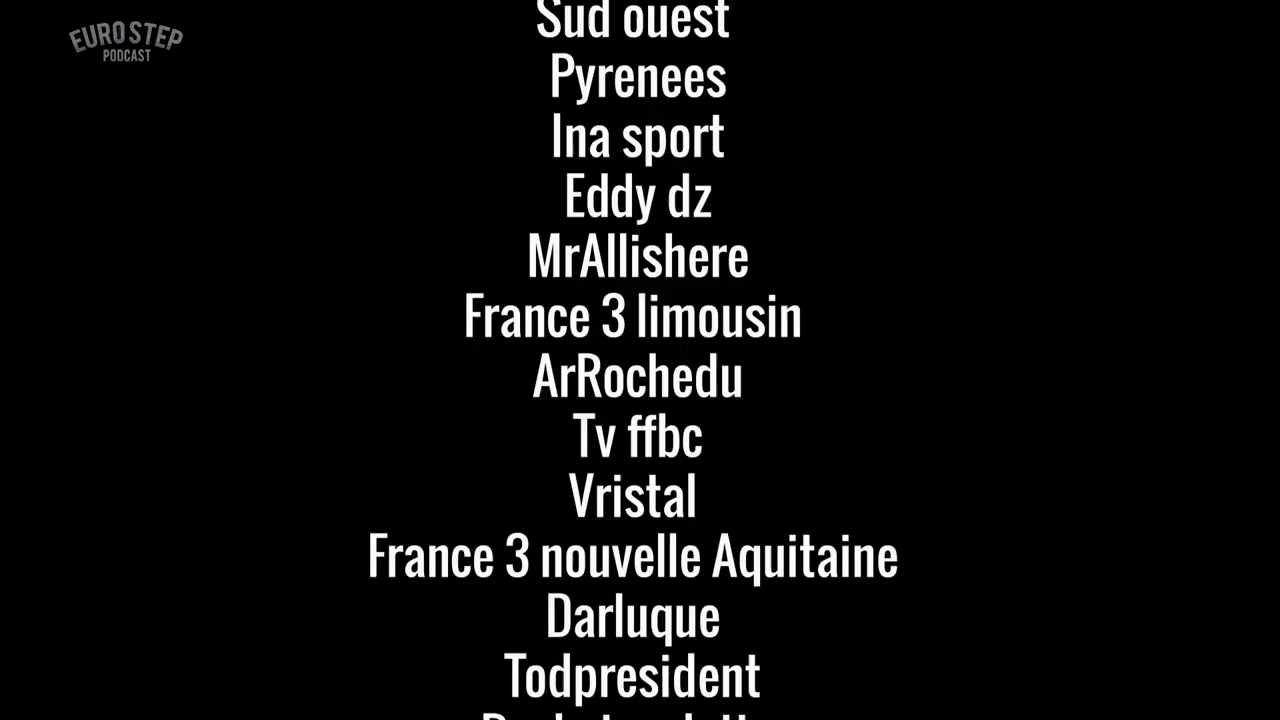 EURO STEP
PODCAST
Sud ouest
Pyrenees
Ina sport
Eddy dz
MrAllishere
France 3 limousin
ArRochedu
Tv ffbc
Vristal
France 3 nouvelle Aquitaine
Darluque
Todpresident